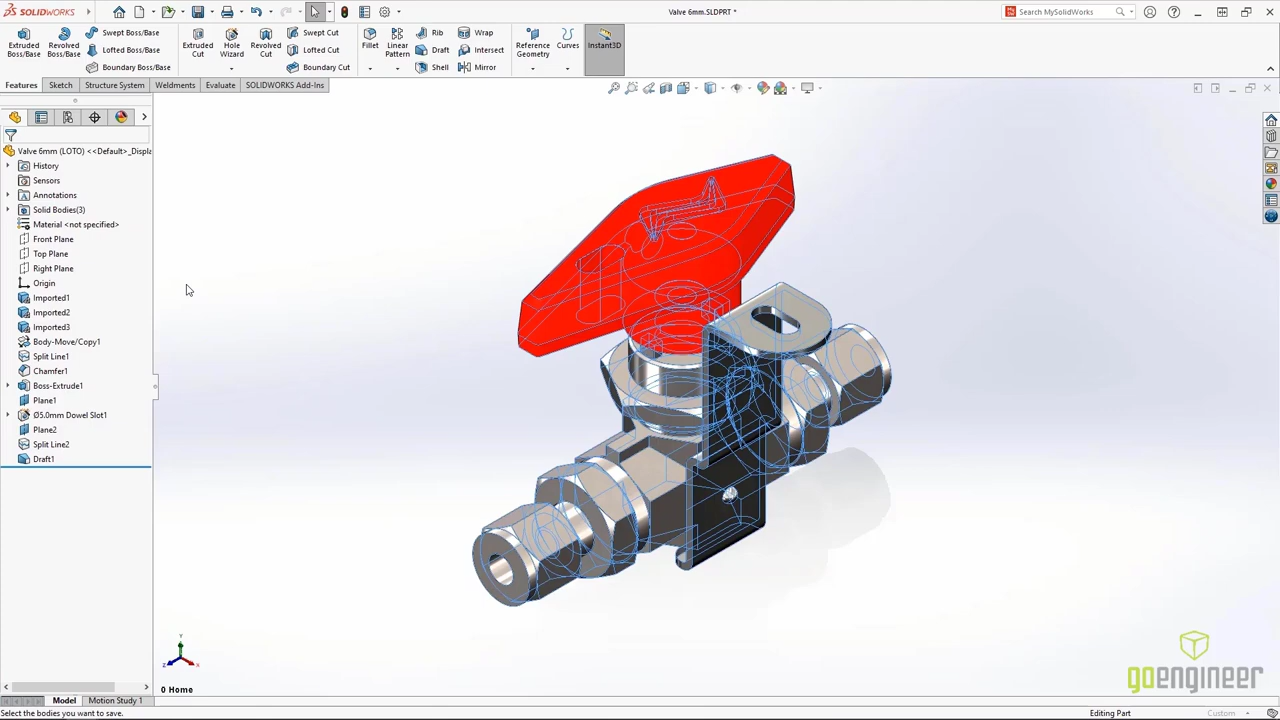 SOLIDWORKS
Valve 6mm.SLDPRT *
Search MySolidWorks
Extruded Boss/Base
Revolved Boss/Base
Swept Boss/Base
Lofted Boss/Base
Boundary Boss/Base
Extruded Cut
Hole Wizard
Revolved Cut
Swept Cut
Lofted Cut
Boundary Cut
Fillet
Linear Pattern
Rib
Draft
Shell
Wrap
Intersect
Mirror
Reference Geometry
Curves
Instant3D
Features
Sketch
Structure System
Weldments
Evaluate
SOLIDWORKS Add-Ins
Valve 6mm (LOTO) <<Default>_Displa
History
Sensors
Annotations
Solid Bodies(3)
Material <not specified>
Front Plane
Top Plane
Right Plane
Origin
Imported1
Imported2
Imported3
Body-Move/Copy1
Split Line1
Chamfer1
Boss-Extrude1
Plane1
Ø5.0mm Dowel Slot1
Plane2
Split Line2
Draft1
Y
Z
X
0 Home
goengineer
Model
Motion Study 1
Select the bodies you want to save.
Editing Part
Custom